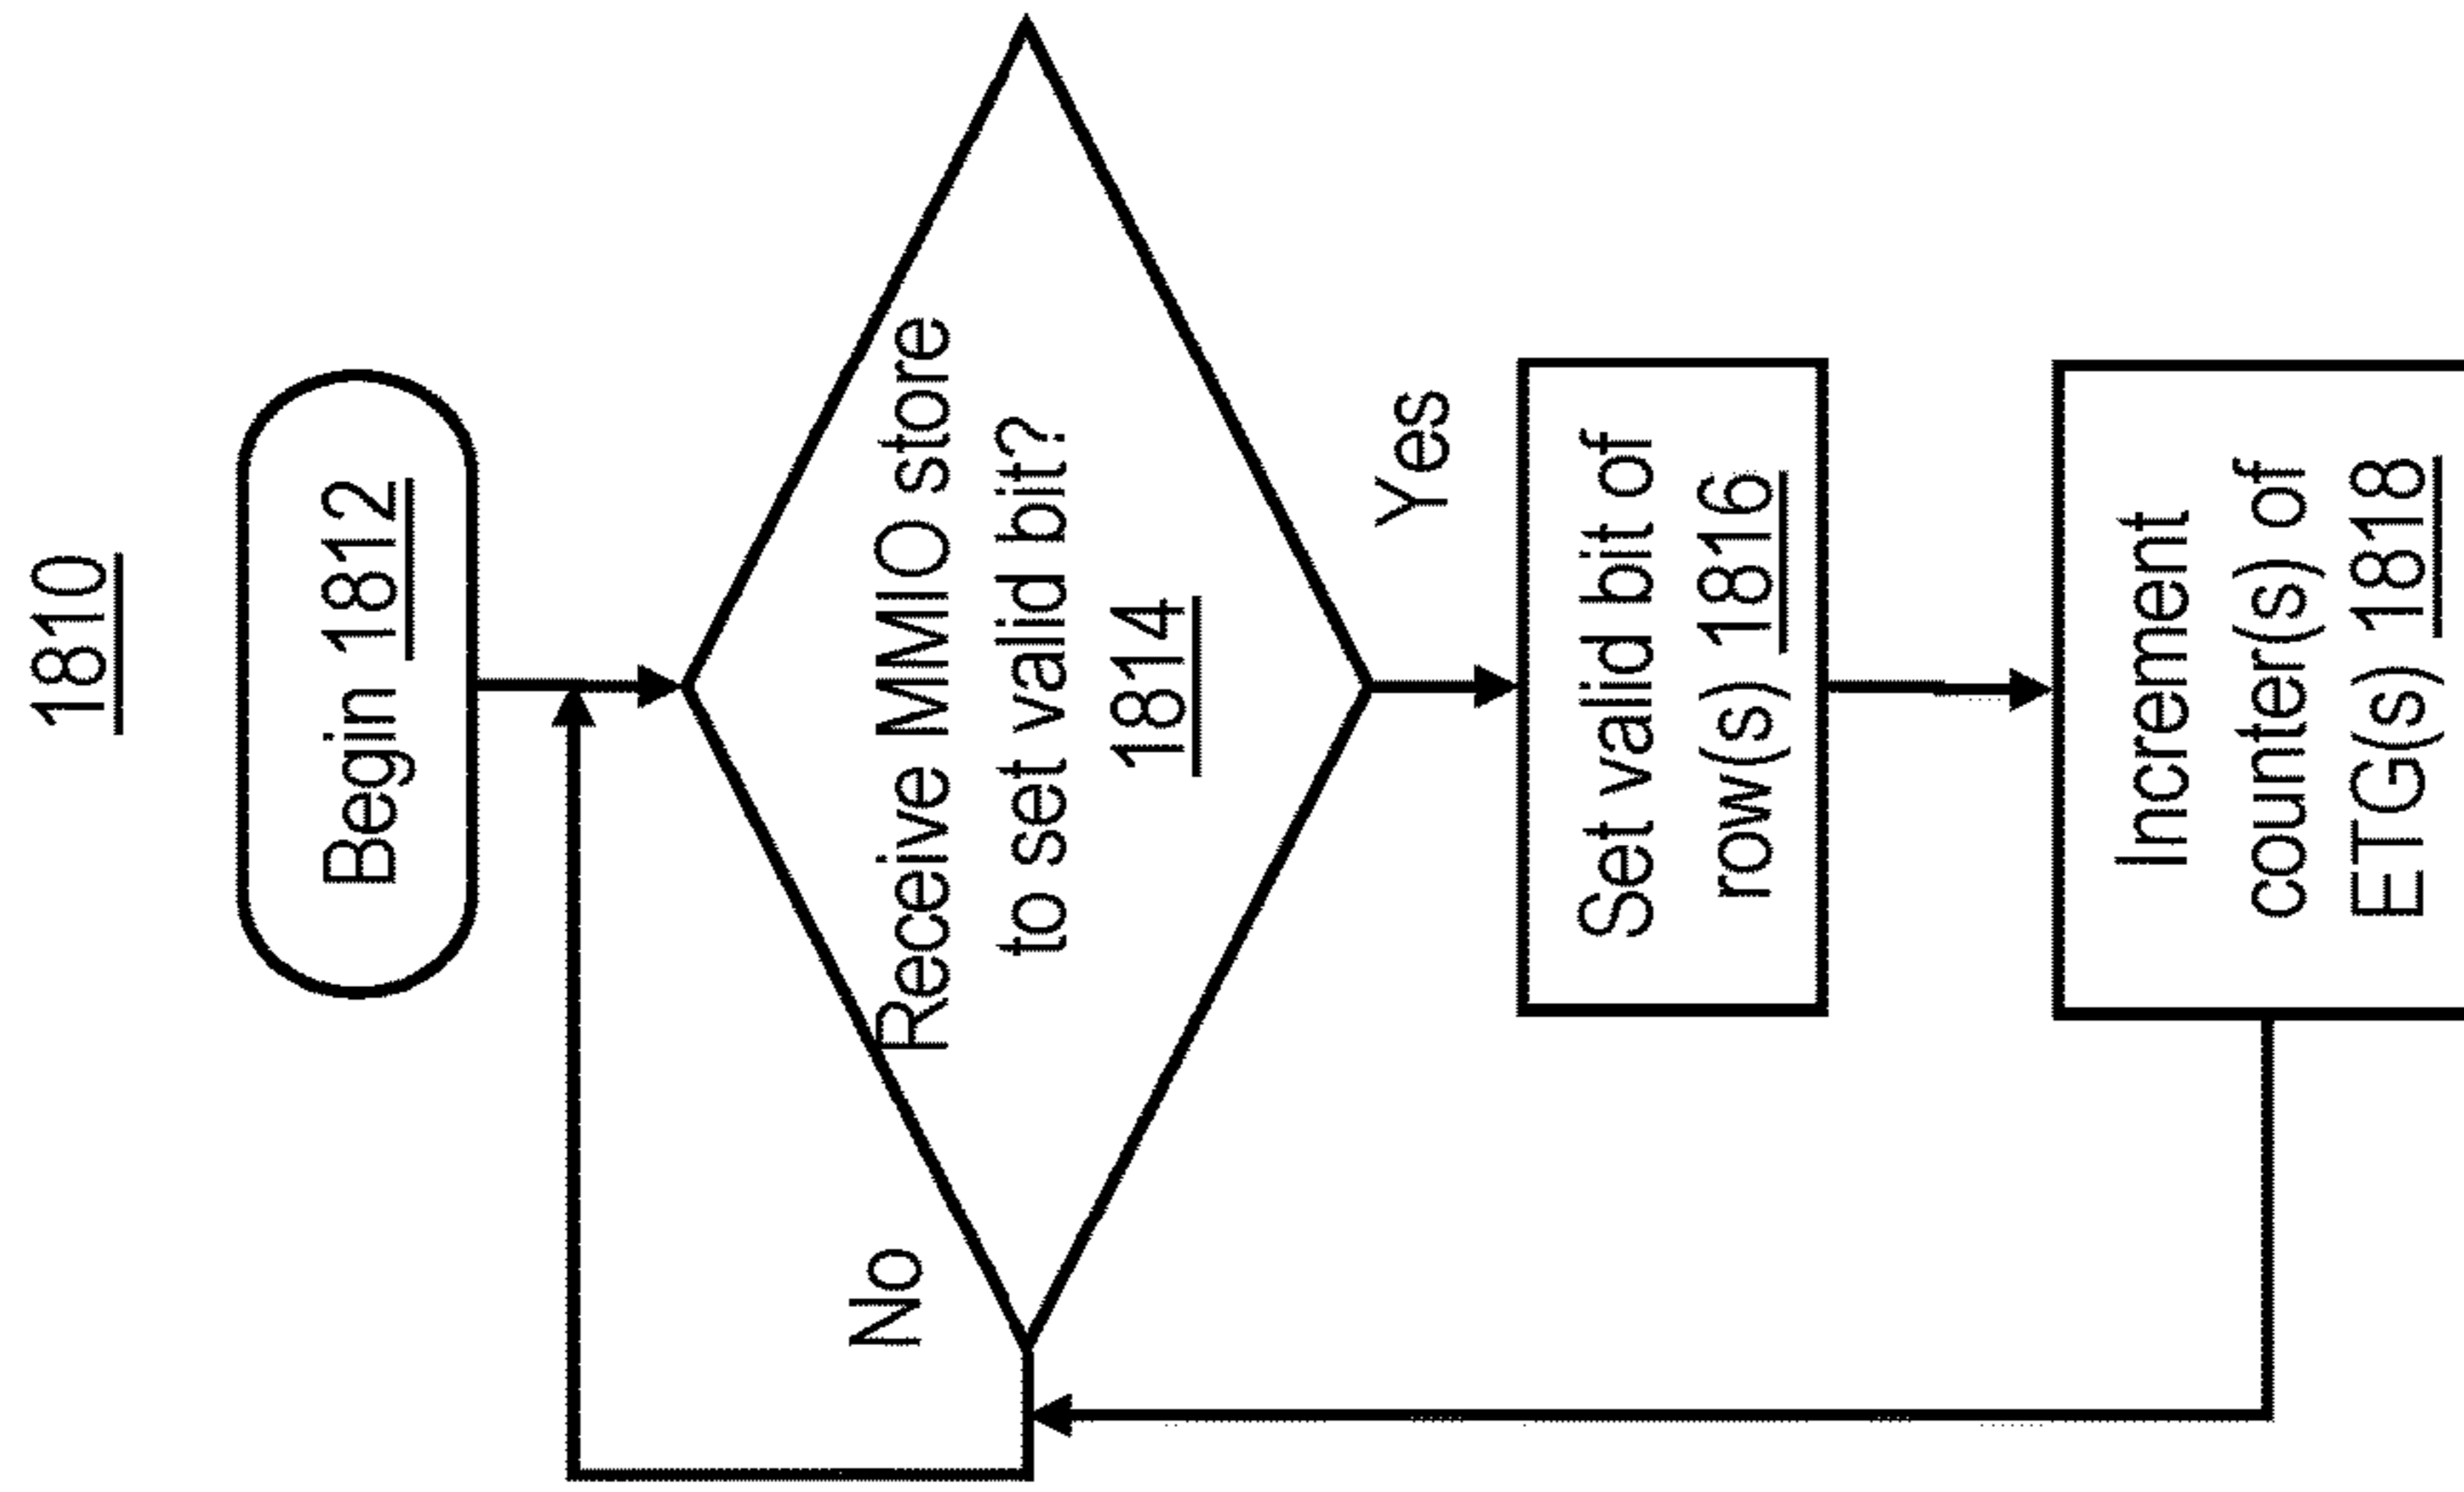 1810
Begin 1812
Receive MMIO store
to set valid bit?
1814
No
Yes
Set valid bit of
row(s) 1816
Increment
counter(s) of
ETG(s) 1818